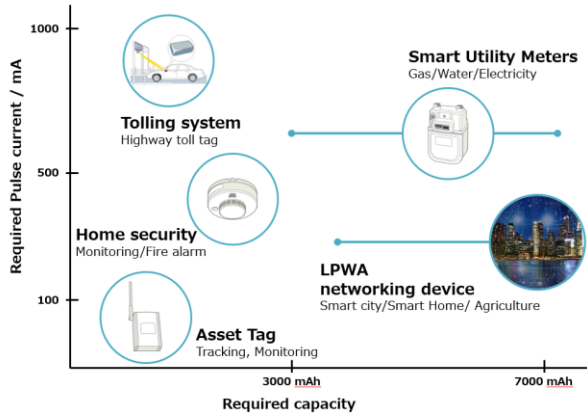 Required Pulse current / mA
1000
500
100
Tolling system
Highway toll tag
Smart Utility Meters
Gas/Water/Electricity
Home security
Monitoring/Fire alarm
LPWA
networking device
Smart city/Smart Home/ Agriculture
Asset Tag
Tracking, Monitoring
3000 mAh
7000 mAh
Required capacity